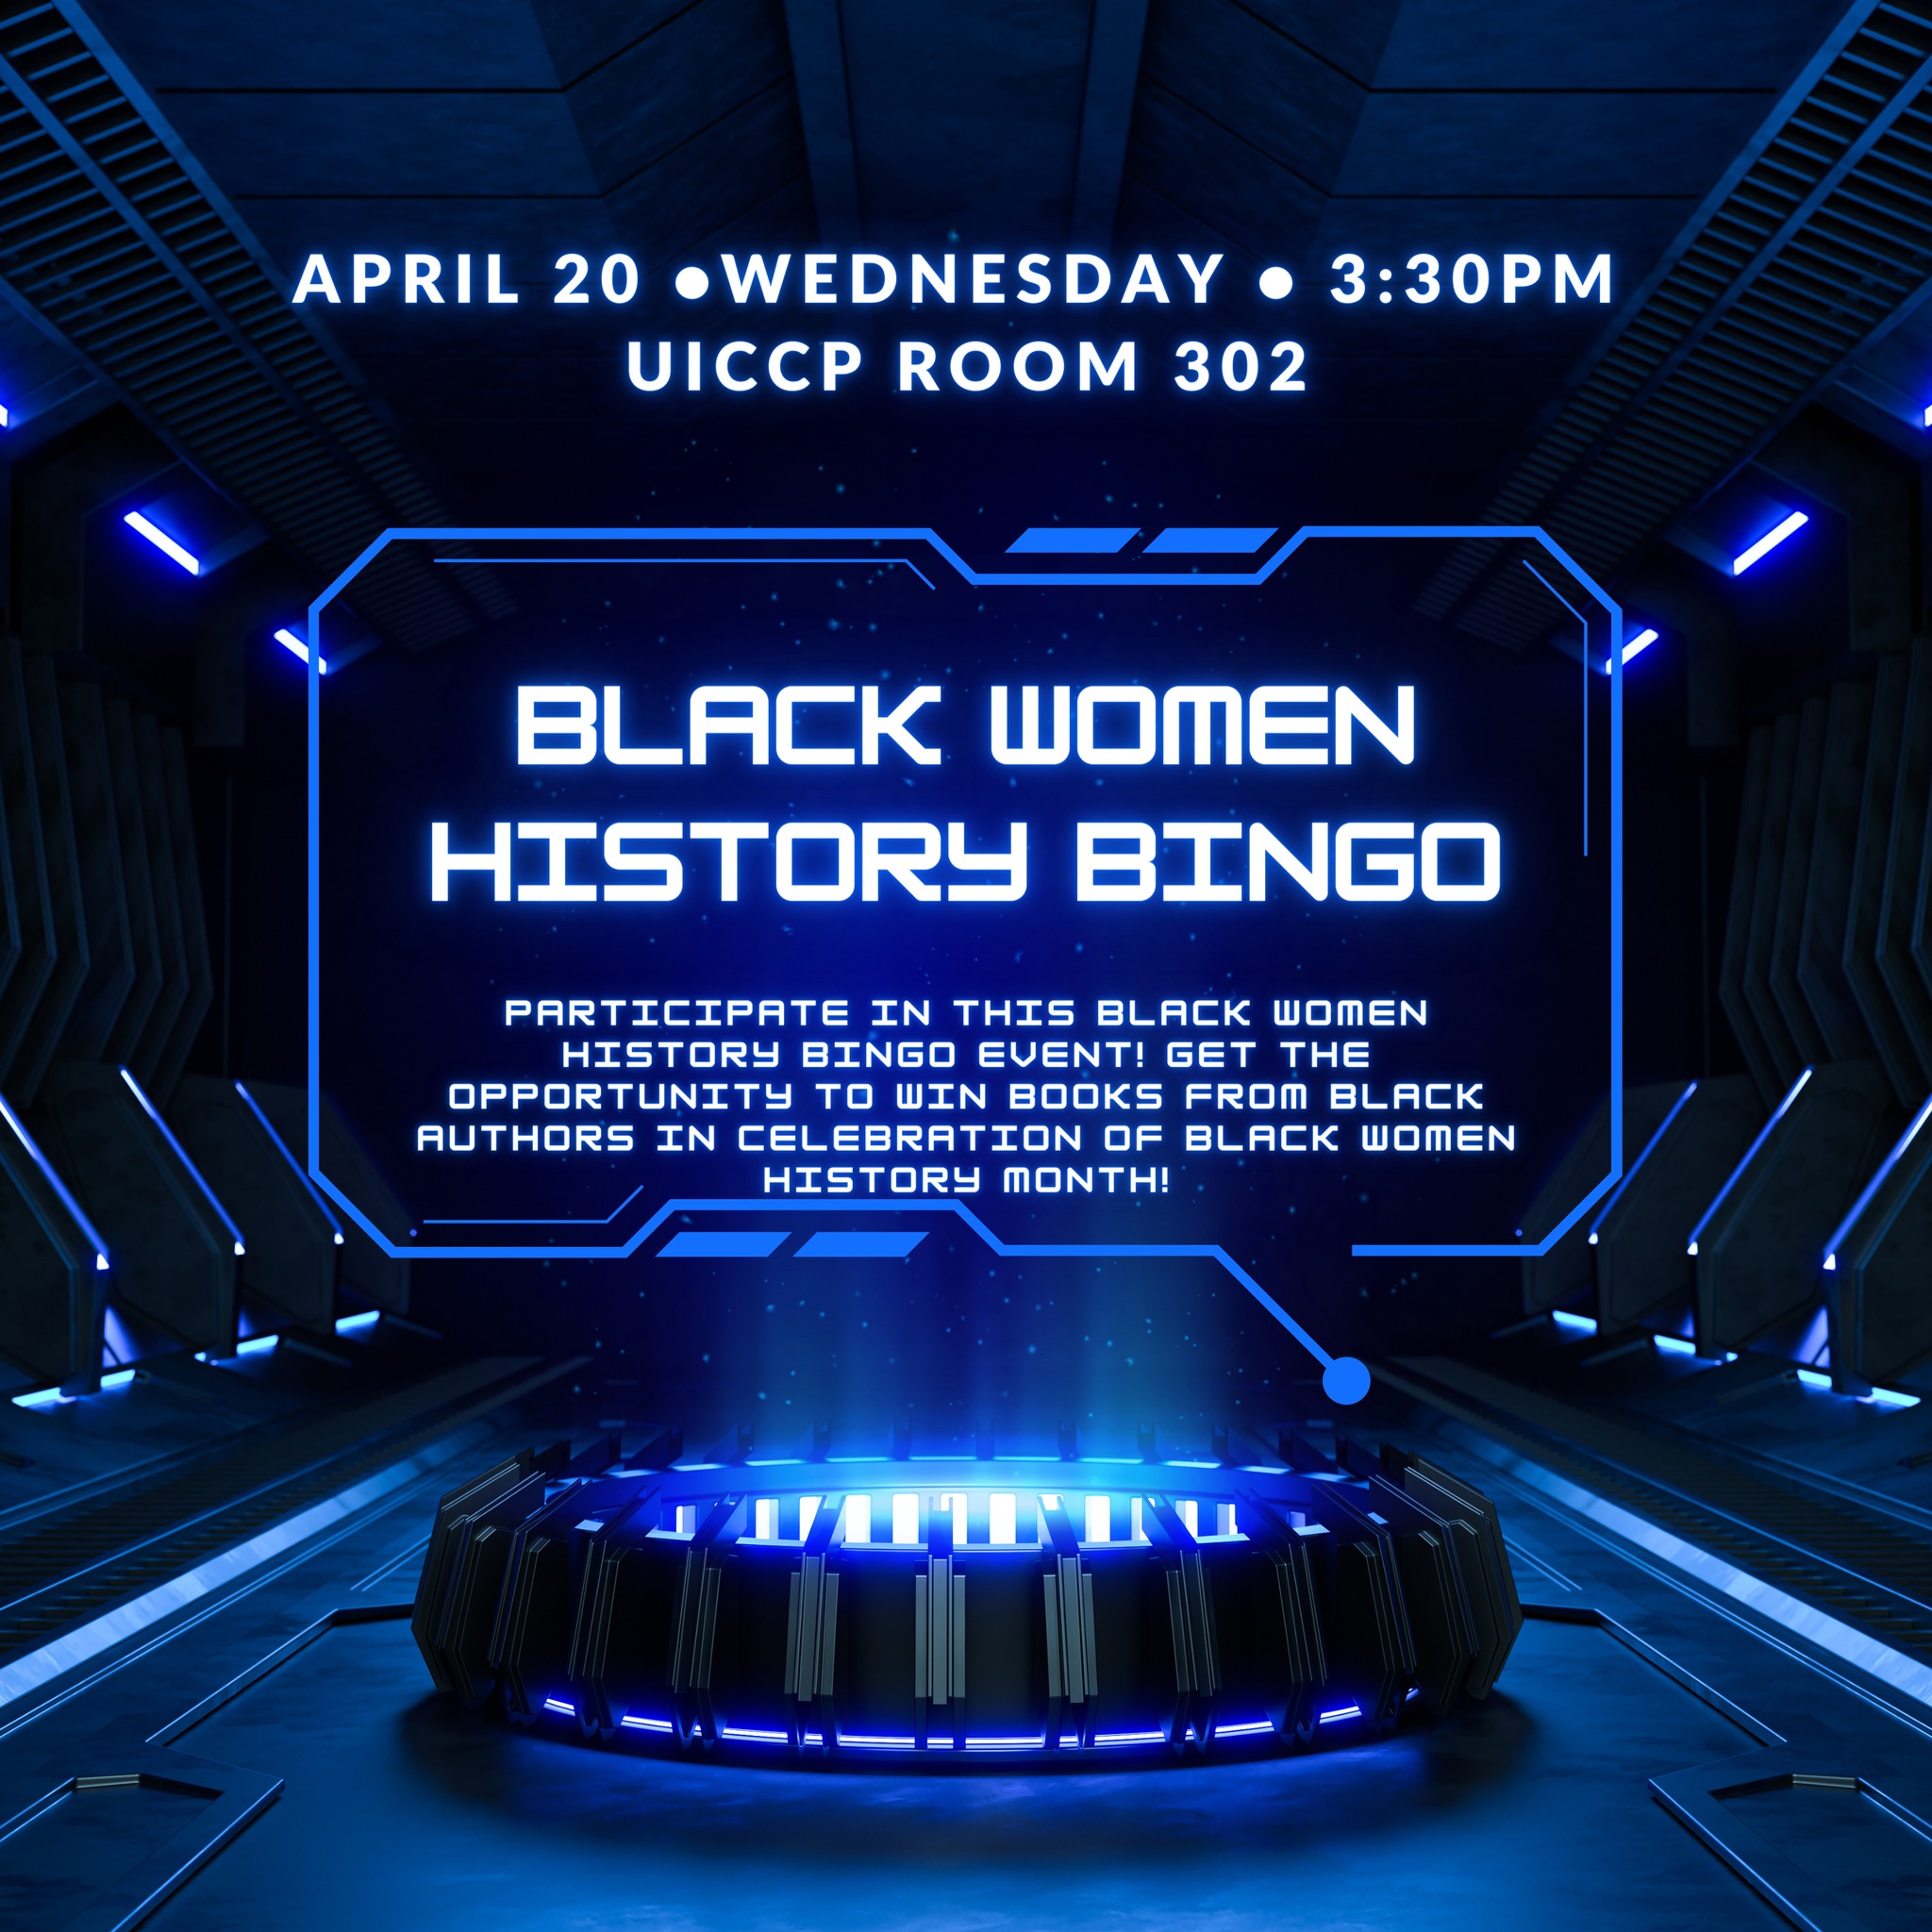 APRIL 20 ●WEDNESDAY ● 3:30PM
UICCP ROOM 302
BLACK WOMEN
HISTORY BINGO
PARTICIPATE IN THIS BLACK WOMEN
HISTORY BINGO EVENT! GET THE
OPPORTUNITY TO WIN BOOKS FROM BLACK
AUTHORS IN CELEBRATION OF BLACK WOMEN
HISTORY MONTH!